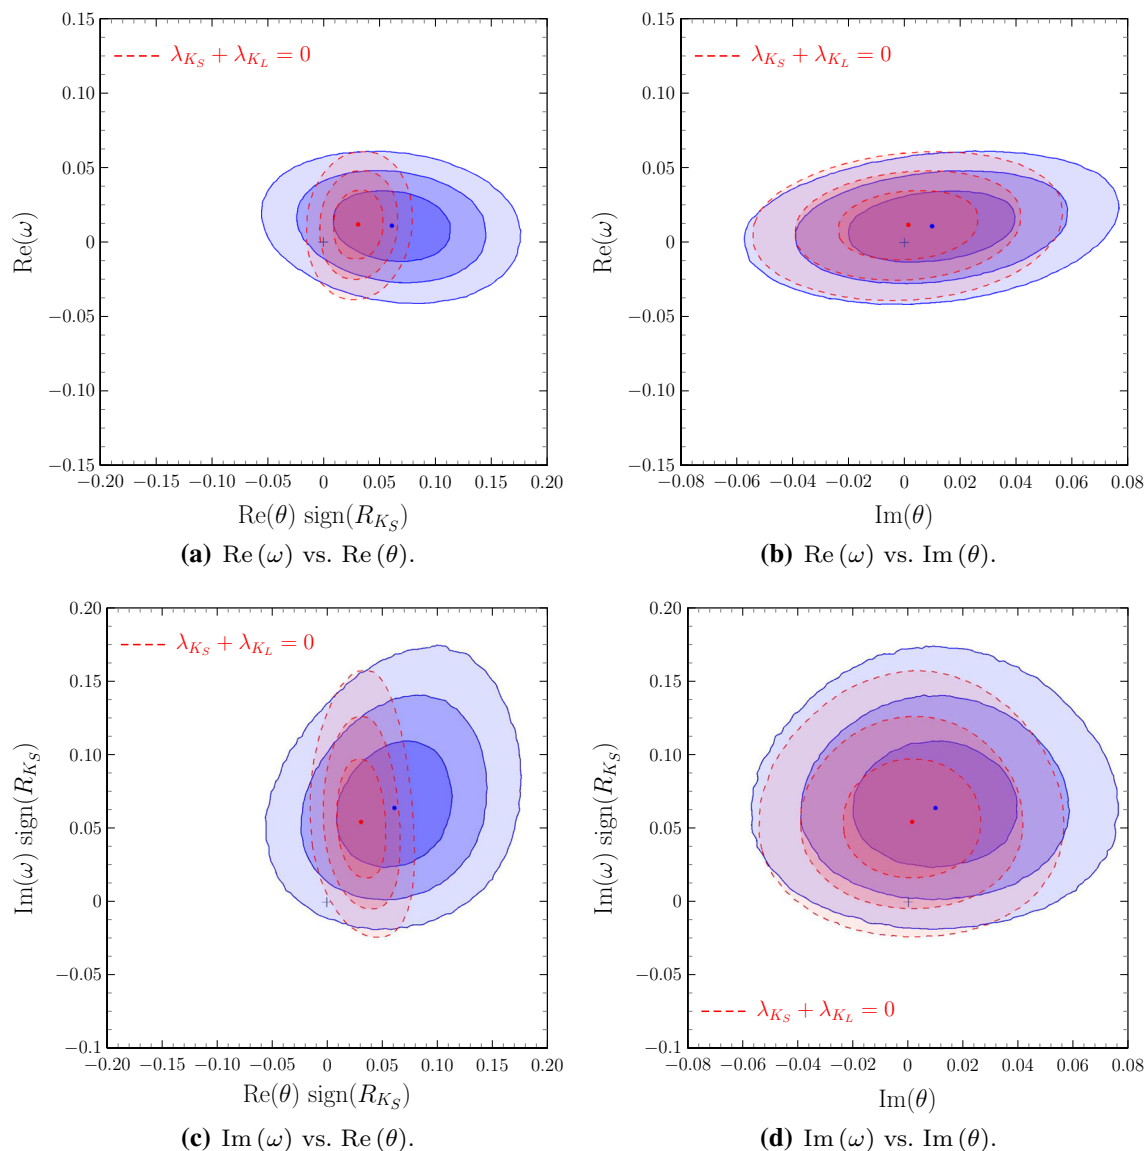 0.15
0.10
0.05
0
−0.05
−0.10
−0.15
Re(ω)
λ_{K_S} + λ_{K_L} = 0
−0.20 −0.15 −0.10 −0.05 0 0.05 0.10 0.15 0.20
Re(θ) sign(R_{K_S})
(a) Re (ω) vs. Re (θ).
0.15
0.10
0.05
0
−0.05
−0.10
−0.15
Re(ω)
λ_{K_S} + λ_{K_L} = 0
−0.08 −0.06 −0.04 −0.02 0 0.02 0.04 0.06 0.08
Im(θ)
(b) Re (ω) vs. Im (θ).
0.20
0.15
0.10
0.05
0
−0.05
−0.1
Im(ω) sign(R_{K_S})
λ_{K_S} + λ_{K_L} = 0
−0.20 −0.15 −0.10 −0.05 0 0.05 0.10 0.15 0.20
Re(θ) sign(R_{K_S})
(c) Im (ω) vs. Re (θ).
0.20
0.15
0.10
0.05
0
−0.05
−0.1
Im(ω) sign(R_{K_S})
λ_{K_S} + λ_{K_L} = 0
−0.08 −0.06 −0.04 −0.02 0 0.02 0.04 0.06 0.08
Im(θ)
(d) Im (ω) vs. Im (θ).